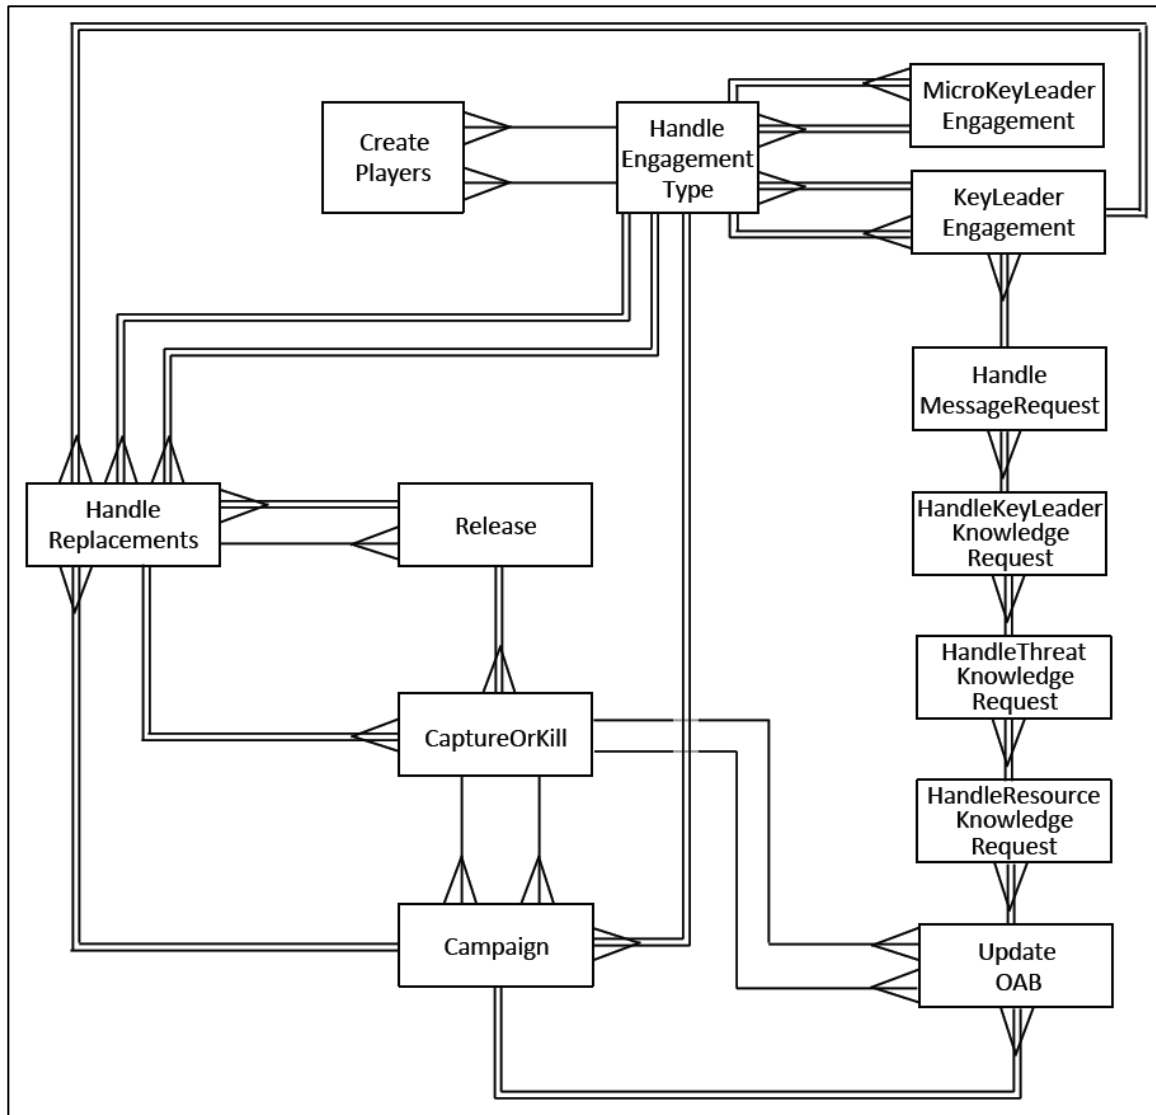 MicroKeyLeader
Engagement
Create
Players
Handle
Engagement
Type
KeyLeader
Engagement
Handle
MessageRequest
Handle
Replacements
Release
HandleKeyLeader
Knowledge
Request
HandleThreat
Knowledge
Request
CaptureOrKill
HandleResource
Knowledge
Request
Campaign
Update
OAB